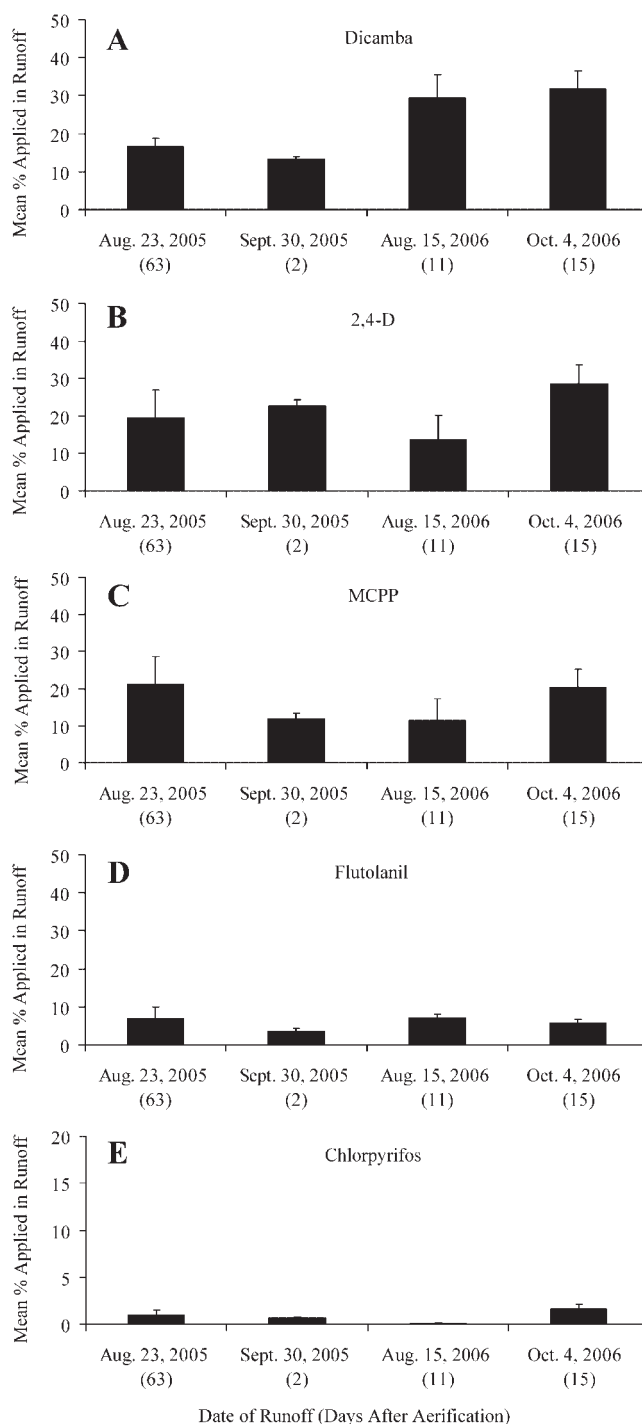 A
Dicamba
Mean % Applied in Runoff
50
40
30
20
10
0
Aug. 23, 2005
Sept. 30, 2005
Aug. 15, 2006
Oct. 4, 2006
(63)
(2)
(11)
(15)
B
2,4-D
Mean % Applied in Runoff
50
40
30
20
10
0
Aug. 23, 2005
Sept. 30, 2005
Aug. 15, 2006
Oct. 4, 2006
(63)
(2)
(11)
(15)
C
MCPP
Mean % Applied in Runoff
50
40
30
20
10
0
Aug. 23, 2005
Sept. 30, 2005
Aug. 15, 2006
Oct. 4, 2006
(63)
(2)
(11)
(15)
D
Flutolanil
Mean % Applied in Runoff
50
40
30
20
10
0
Aug. 23, 2005
Sept. 30, 2005
Aug. 15, 2006
Oct. 4, 2006
(63)
(2)
(11)
(15)
E
Chlorpyrifos
Mean % Applied in Runoff
20
15
10
5
0
Aug. 23, 2005
Sept. 30, 2005
Aug. 15, 2006
Oct. 4, 2006
(63)
(2)
(11)
(15)
Date of Runoff (Days After Aerification)